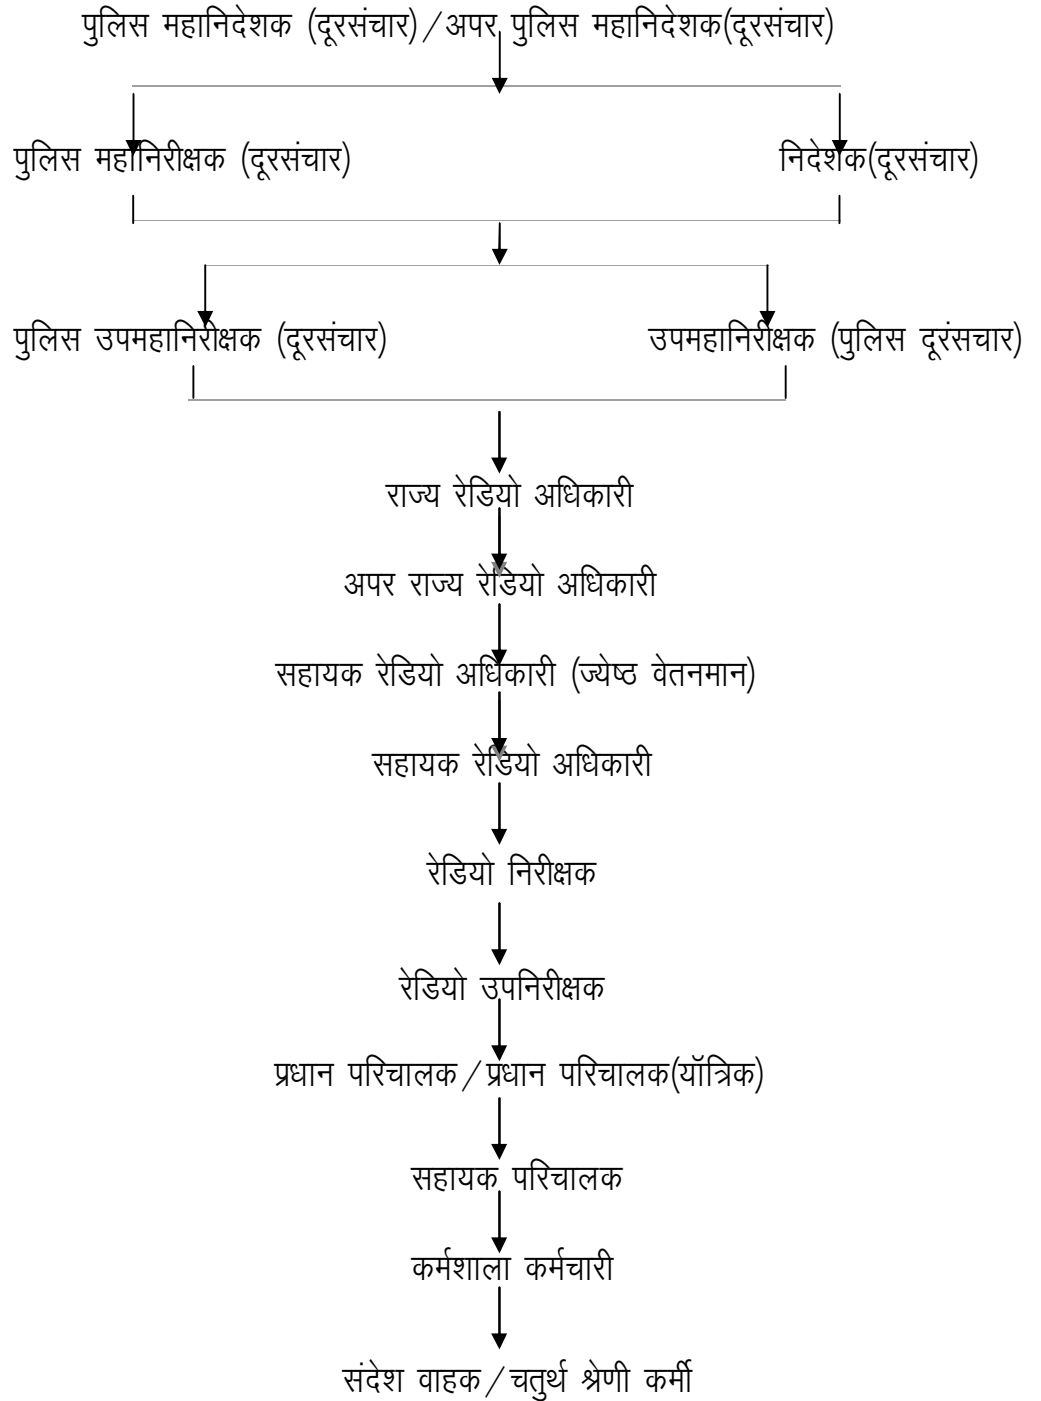 पुलिस महानिदेशक (दूरसंचार)/अपर पुलिस महानिदेशक(दूरसंचार)
पुलिस महानिरीक्षक (दूरसंचार) निदेशक(दूरसंचार)
पुलिस उपमहानिरीक्षक (दूरसंचार) उपमहानिरीक्षक (पुलिस दूरंसचार)
राज्य रेडियो अधिकारी
अपर राज्य रेडियो अधिकारी
सहायक रेडियो अधिकारी (ज्येष्ठ वेतनमान)
सहायक रेडियो अधिकारी
रेडियो निरीक्षक
रेडियो उपनिरीक्षक
प्रधान परिचालक/प्रधान परिचालक(यॉत्रिक)
सहायक परिचालक
कर्मशाला कर्मचारी
संदेश वाहक/चतुर्थ श्रेणी कर्मी